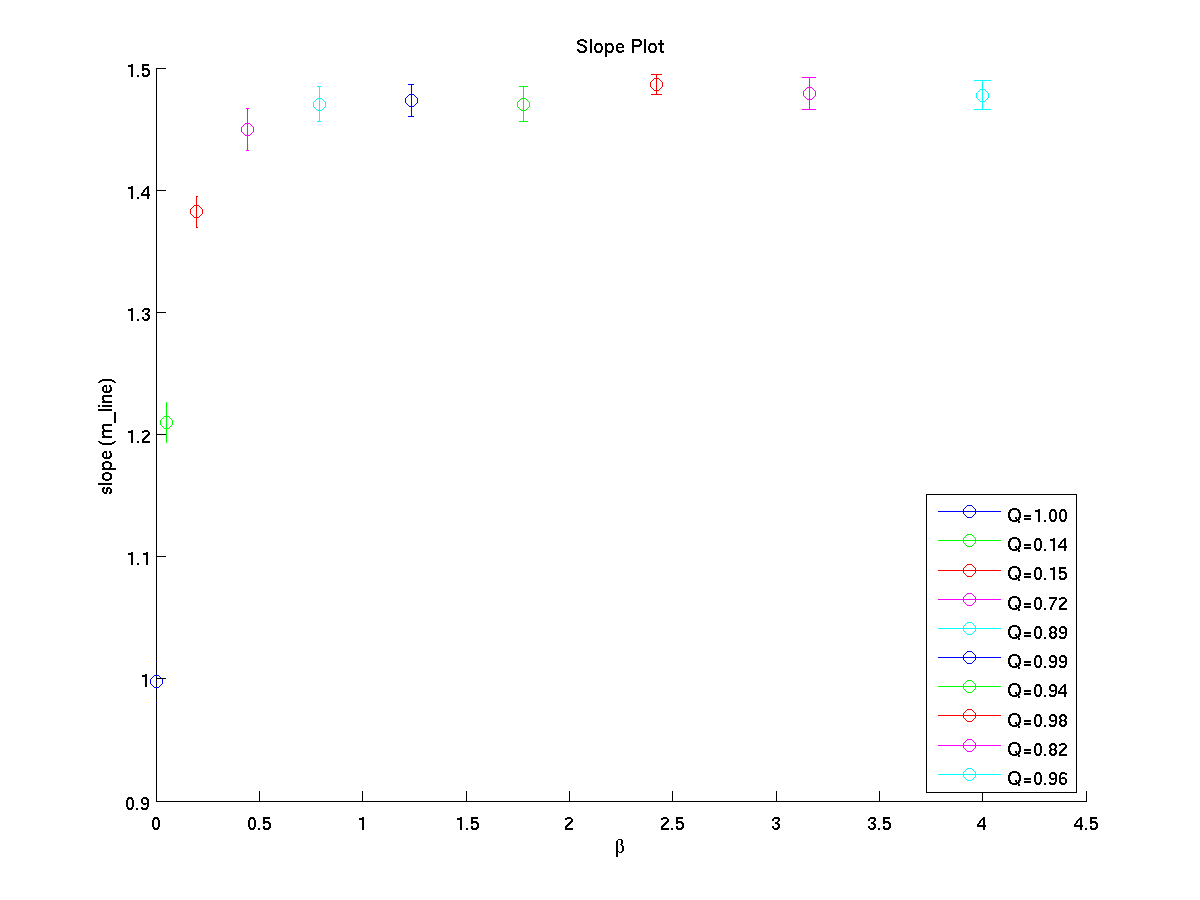 Slope Plot
1.5
1.4
1.3
1.2
1.1
1
0.9
slope (m_line)
0 0.5 1 1.5 2 2.5 3 3.5 4 4.5
β
Q=1.00
Q=0.14
Q=0.15
Q=0.72
Q=0.89
Q=0.99
Q=0.94
Q=0.98
Q=0.82
Q=0.96